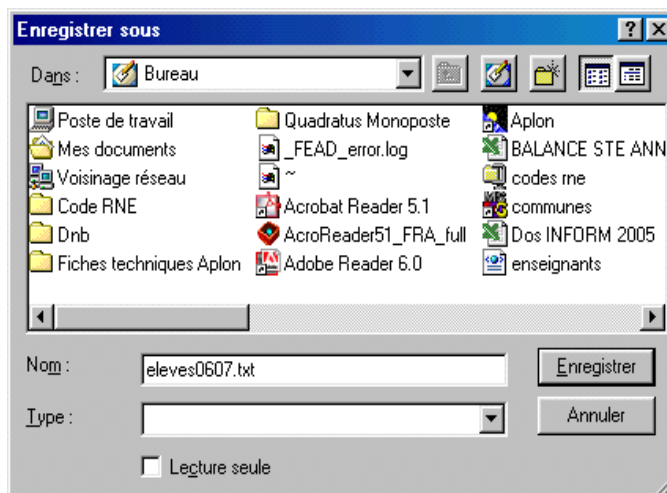 Enregistrer sous
Dans : Bureau
Poste de travail
Mes documents
Voisinage réseau
Code RNE
Dnb
Fiches techniques Aplon
Quadratus Monoposte
_FEAD_error.log
~
Acrobat Reader 5.1
AcroReader51_FRA_full
Adobe Reader 6.0
Aplon
BALANCE STE ANN
codes rne
communes
Dos INFORM 2005
enseignants
Nom : eleves0607.txt Enregistrer
Type : Annuler
Lecture seule